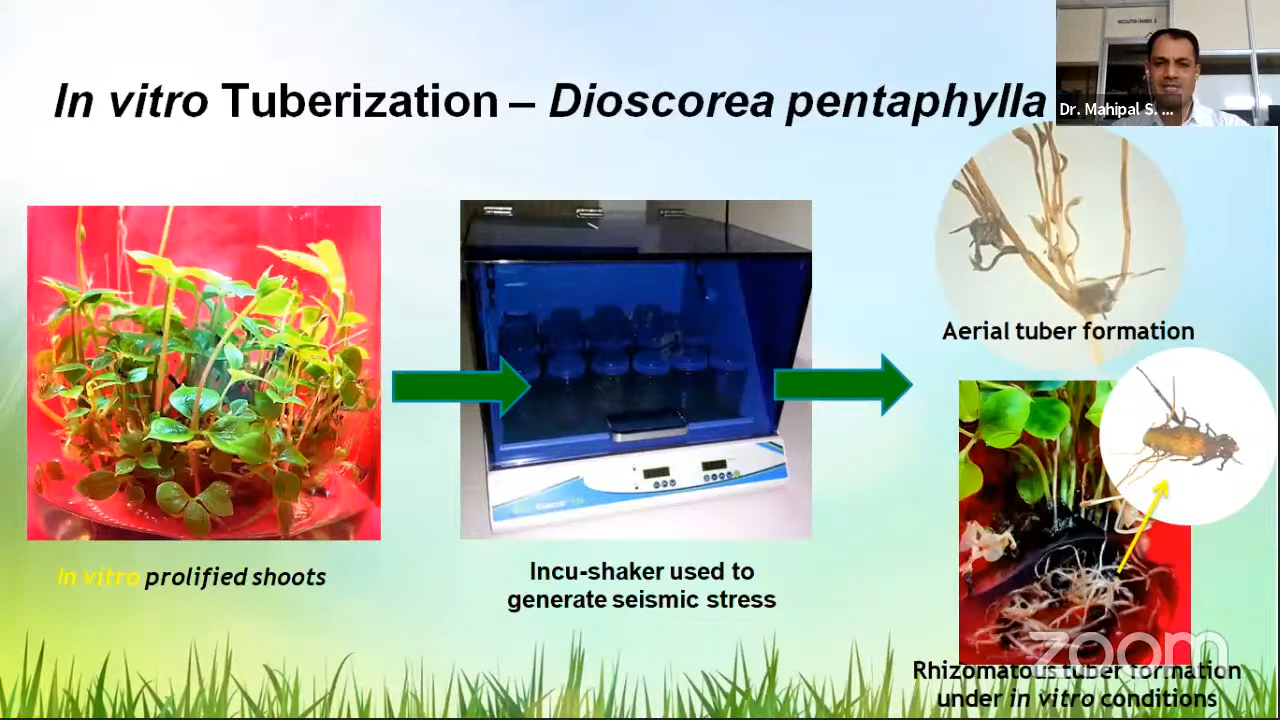 In vitro Tuberization – Dioscorea pentaphylla
Dr. Mahipal S. ...
Aerial tuber formation
In vitro prolified shoots
Incu-shaker used to
generate seismic stress
zoom
Rhizomatous tuber formation
under in vitro conditions